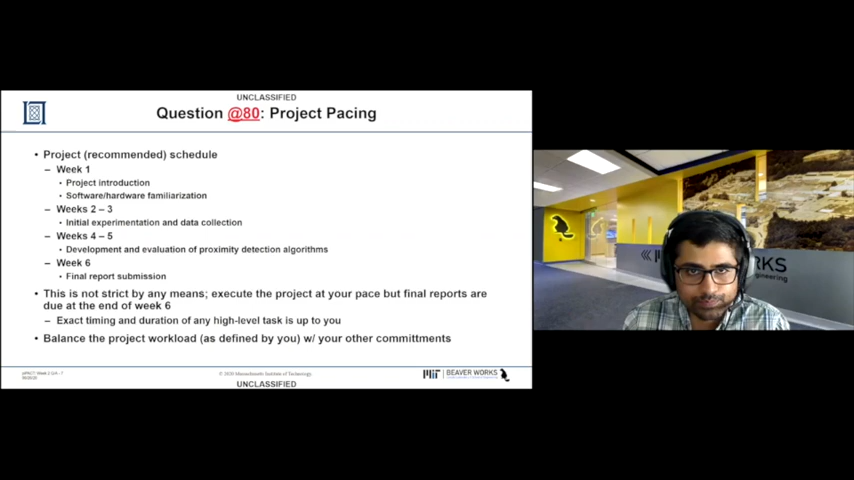 UNCLASSIFIED
Question @80: Project Pacing
• Project (recommended) schedule
– Week 1
• Project introduction
• Software/hardware familiarization
– Weeks 2 – 3
• Initial experimentation and data collection
– Weeks 4 – 5
• Development and evaluation of proximity detection algorithms
– Week 6
• Final report submission
• This is not strict by any means; execute the project at your pace but final reports are
due at the end of week 6
– Exact timing and duration of any high-level task is up to you
• Balance the project workload (as defined by you) w/ your other committments
© 2020 Massachusetts Institute of Technology
UNCLASSIFIED
MIT BEAVER WORKS
RKS